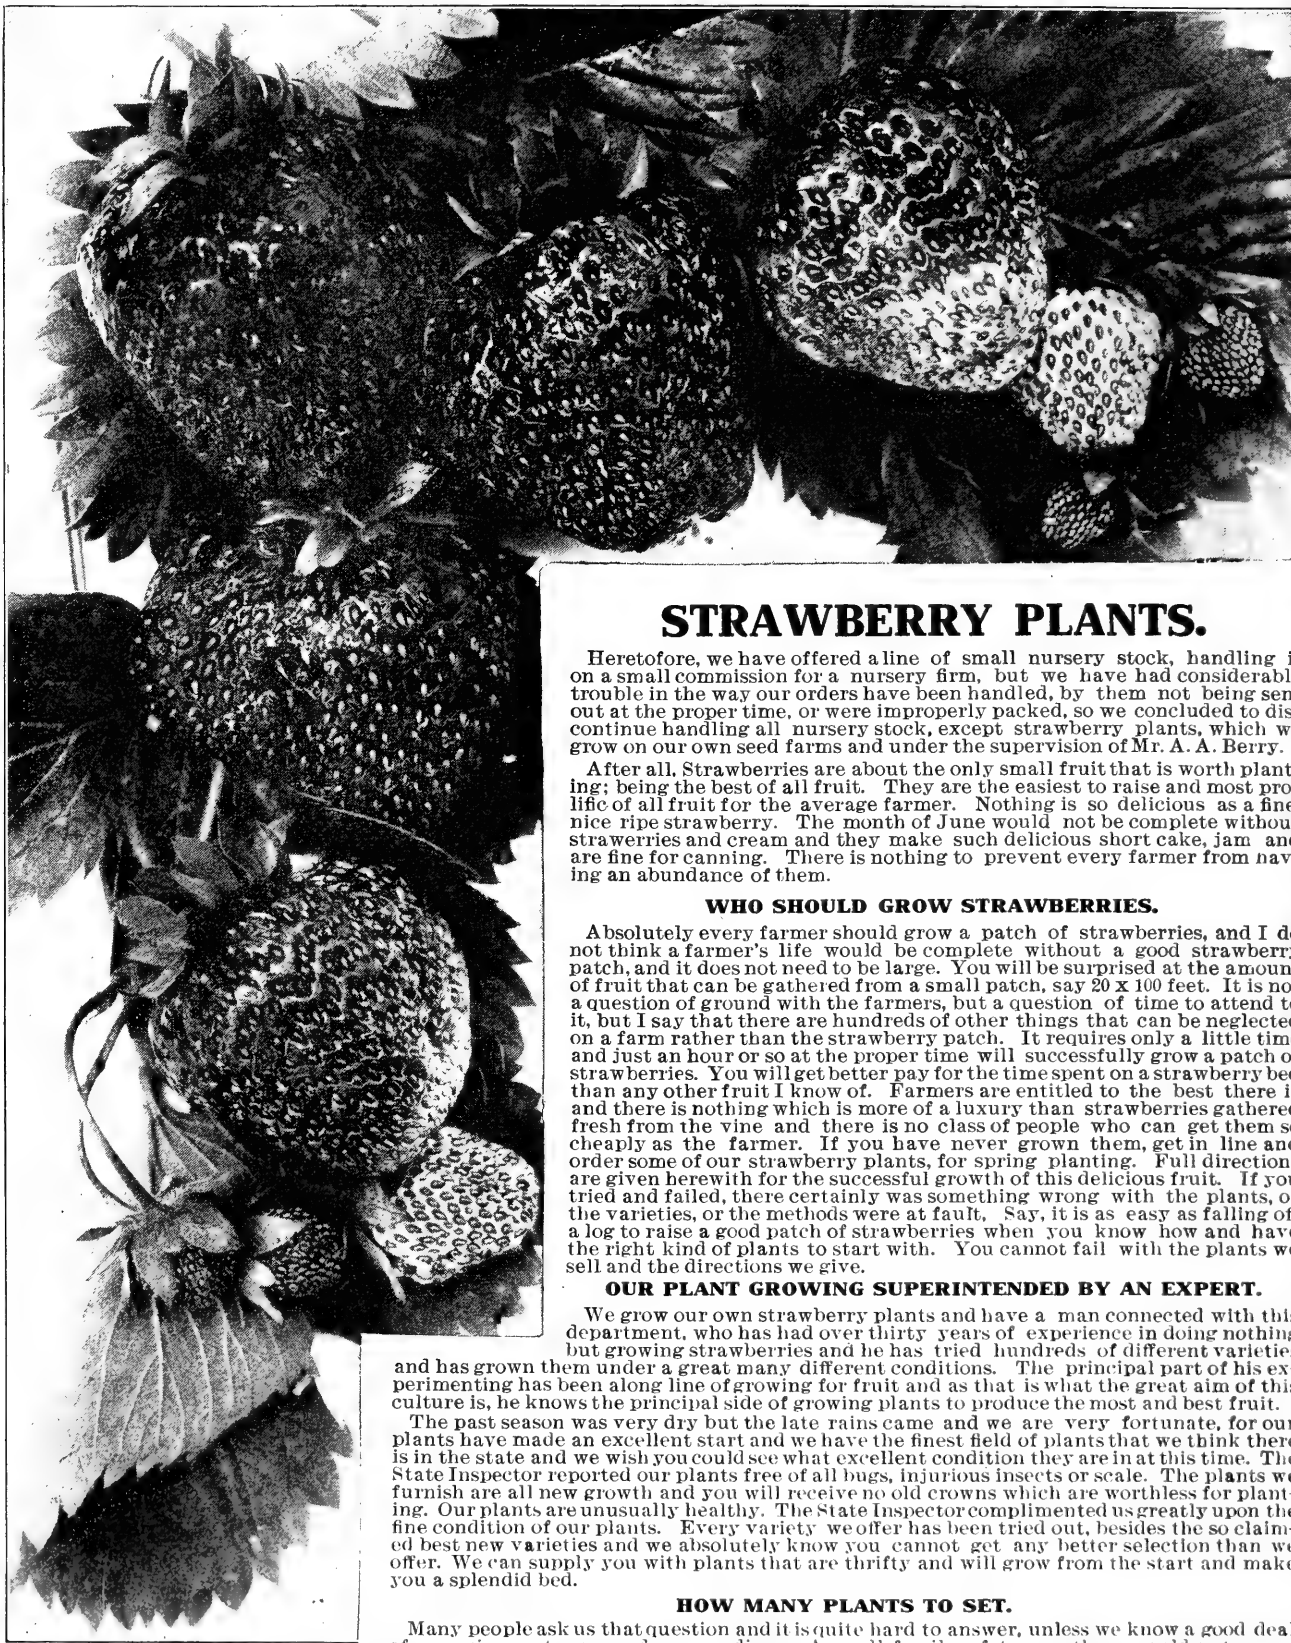 STRAWBERRY PLANTS.
Heretofore, we have offered a line of small nursery stock, handling i
on a small commission for a nursery firm, but we have had considerabl
trouble in the way our orders have been handled, by them not being sen
out at the proper time, or were improperly packed, so we concluded to dis
continue handling all nursery stock, except strawberry plants, which w
grow on our own seed farms and under the supervision of Mr. A. A. Berry.
After all, Strawberries are about the only small fruit that is worth plant
ing; being the best of all fruit. They are the easiest to raise and most pro
lific of all fruit for the average farmer. Nothing is so delicious as a fine
nice ripe strawberry. The month of June would not be complete withou
strawerries and cream and they make such delicious short cake, jam and
are fine for canning. There is nothing to prevent every farmer from hav
ing an abundance of them.
WHO SHOULD GROW STRAWBERRIES.
Absolutely every farmer should grow a patch of strawberries, and I do
not think a farmer's life would be complete without a good strawberry
patch, and it does not need to be large. You will be surprised at the amoun
of fruit that can be gathered from a small patch, say 20 x 100 feet. It is no
a question of ground with the farmers, but a question of time to attend to
it, but I say that there are hundreds of other things that can be neglected
on a farm rather than the strawberry patch. It requires only a little tim
and just an hour or so at the proper time will successfully grow a patch o
strawberries. You will get better pay for the time spent on a strawberry bed
than any other fruit I know of. Farmers are entitled to the best there i
and there is nothing which is more of a luxury than strawberries gathered
fresh from the vine and there is no class of people who can get them so
cheaply as the farmer. If you have never grown them, get in line and
order some of our strawberry plants, for spring planting. Full direction
are given herewith for the successful growth of this delicious fruit. If you
tried and failed, there certainly was something wrong with the plants, o
the varieties, or the methods were at fault, Say, it is as easy as falling of
a log to raise a good patch of strawberries when you know how and have
the right kind of plants to start with. You cannot fail with the plants we
sell and the directions we give.
OUR PLANT GROWING SUPERINTENDED BY AN EXPERT.
We grow our own strawberry plants and have a man connected with this
department, who has had over thirty years of experience in doing nothing
but growing strawberries and he has tried hundreds of different varietie
and has grown them under a great many different conditions. The principal part of his ex-
perimenting has been along line of growing for fruit and as that is what the great aim of this
culture is, he knows the principal side of growing plants to produce the most and best fruit.
The past season was very dry but the late rains came and we are very fortunate, for our
plants have made an excellent start and we have the finest field of plants that we think there
is in the state and we wish you could see what excellent condition they are in at this time. The
State Inspector reported our plants free of all bugs, injurious insects or scale. The plants we
furnish are all new growth and you will receive no old crowns which are worthless for plant-
ing. Our plants are unusually healthy. The State Inspector complimented us greatly upon the
fine condition of our plants. Every variety we offer has been tried out, besides the so claim-
ed best new varieties and we absolutely know you cannot get any better selection than we
offer. We can supply you with plants that are thrifty and will grow from the start and make
you a splendid bed.
HOW MANY PLANTS TO SET.
Many people ask us that question and it is quite hard to answer, unless we know a good deal